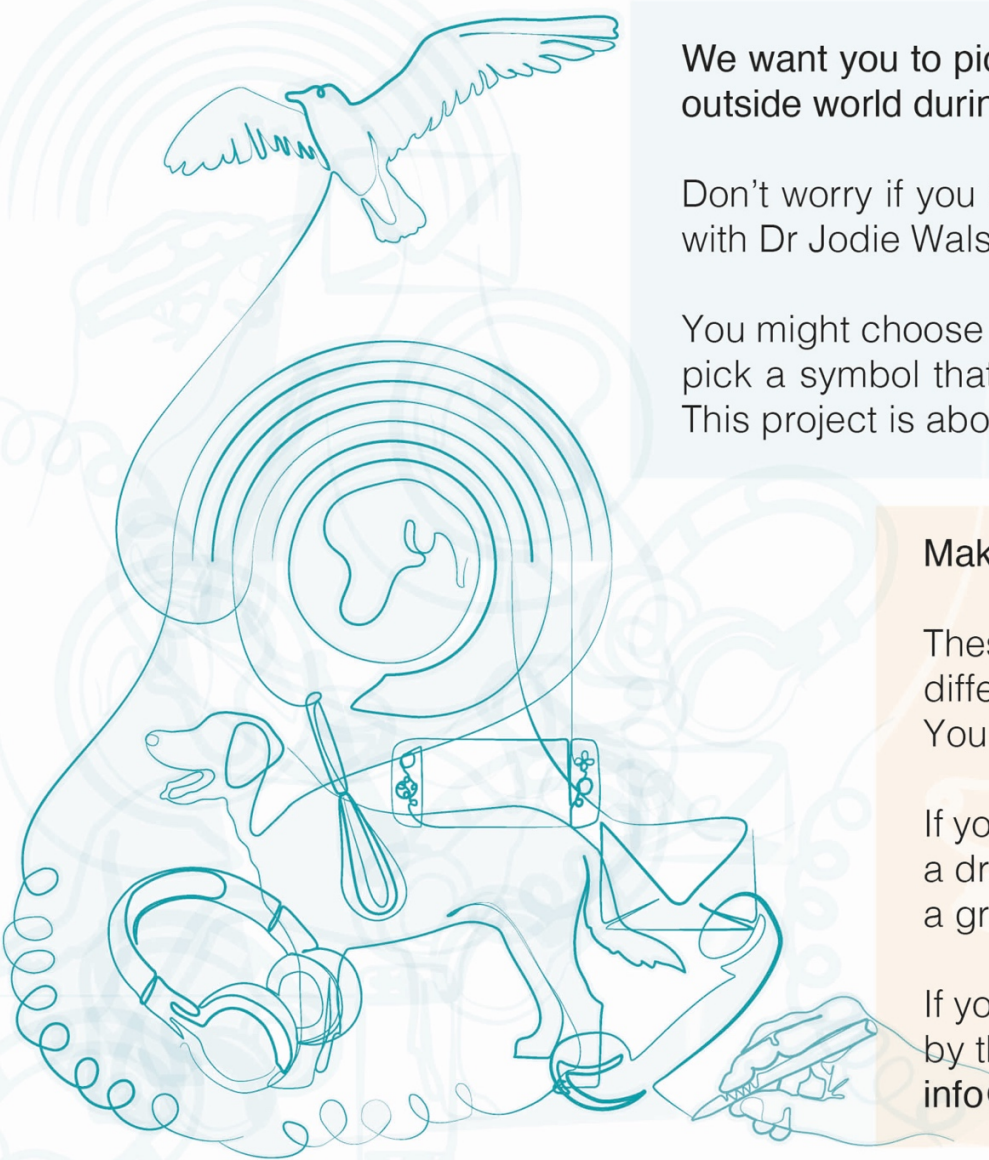 We want you to pic
outside world durin
Don't worry if you
with Dr Jodie Wals
You might choose
pick a symbol that
This project is abo
Mak
Thes
diffe
You
If yo
a dr
a gr
If yo
by th
info